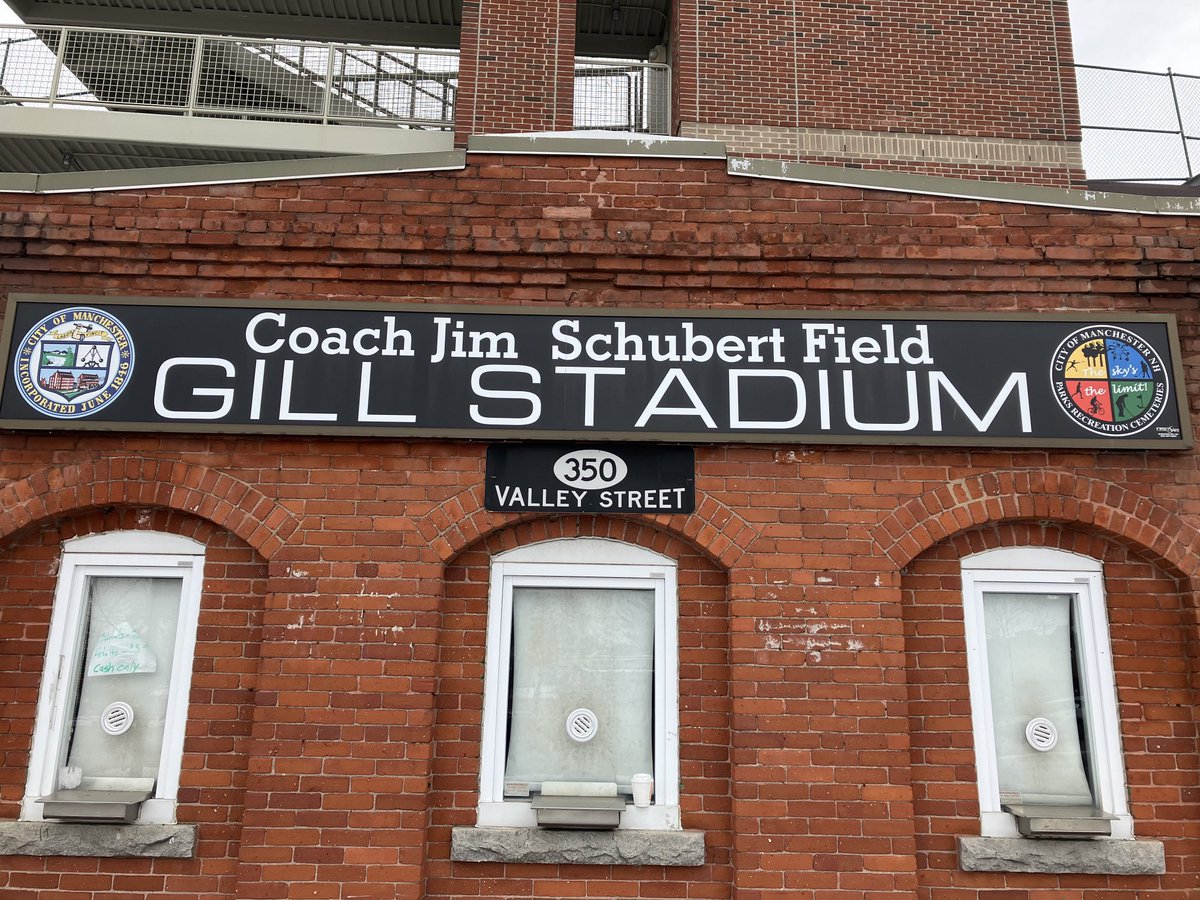 CITY OF MANCHESTER
INCORPORATED JUNE 1846
Coach Jim Schubert Field
GILL STADIUM
CITY OF MANCHESTER, NH
The sky's
the limit!
PARKS RECREATION CEMETERIES
350
VALLEY STREET
Cash only